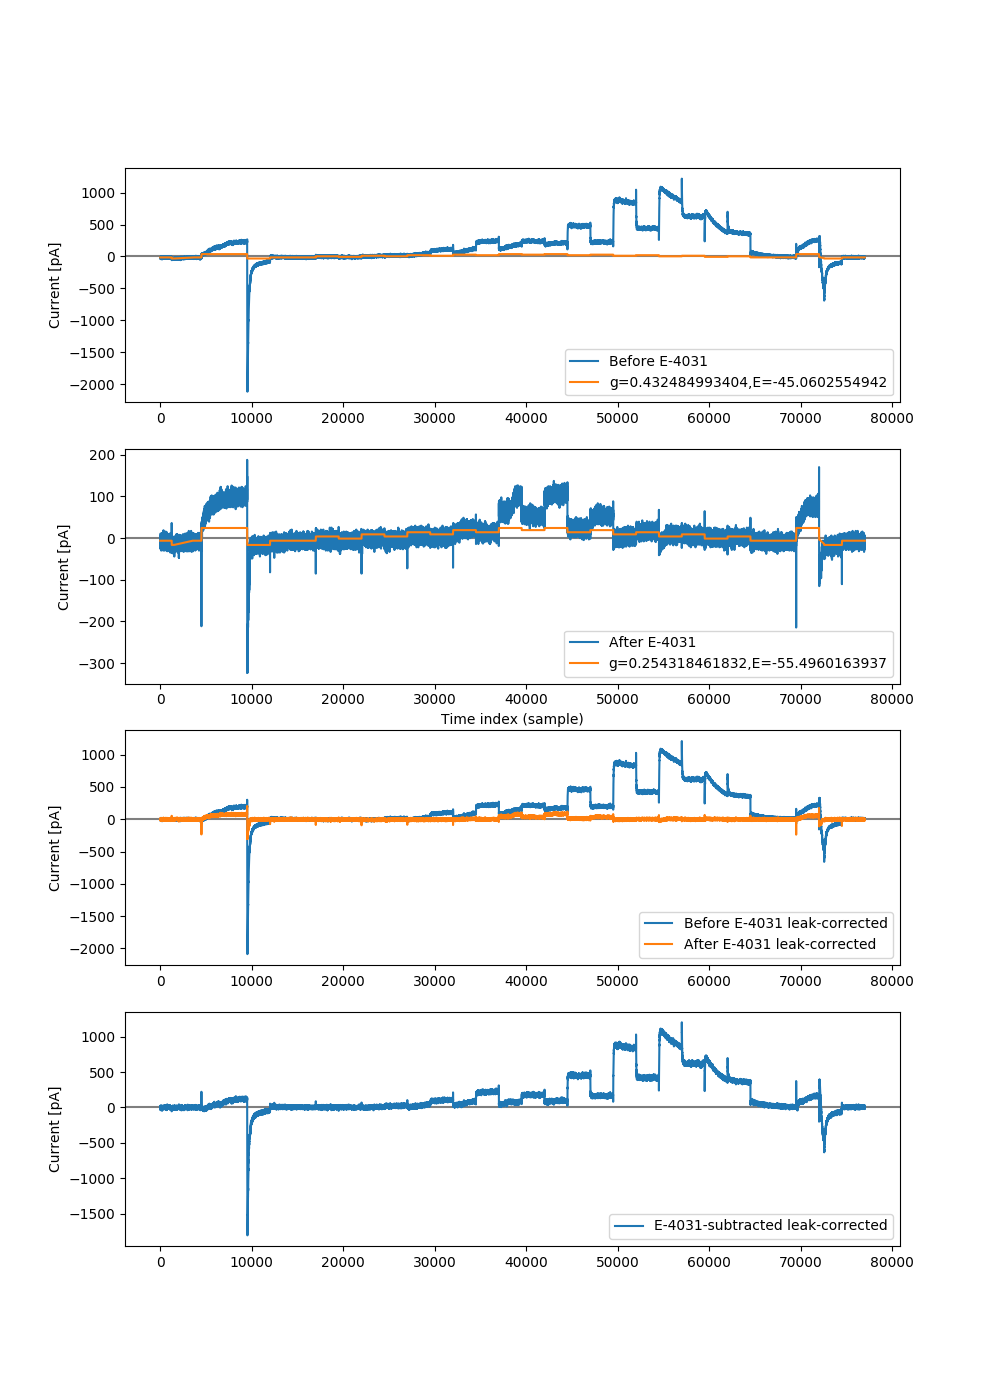 1000
500
0
−500
−1000
−1500
−2000
Current [pA]
Before E-4031
g=0.432484993404,E=-45.0602554942
0 10000 20000 30000 40000 50000 60000 70000 80000
200
100
0
−100
−200
−300
Current [pA]
After E-4031
g=0.254318461832,E=-55.4960163937
0 10000 20000 30000 40000 50000 60000 70000 80000
Time index (sample)
1000
500
0
−500
−1000
−1500
−2000
Current [pA]
Before E-4031 leak-corrected
After E-4031 leak-corrected
0 10000 20000 30000 40000 50000 60000 70000 80000
1000
500
0
−500
−1000
−1500
Current [pA]
E-4031-subtracted leak-corrected
0 10000 20000 30000 40000 50000 60000 70000 80000